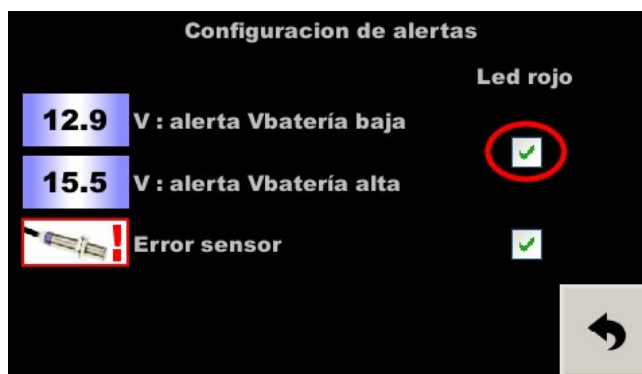 Configuracion de alertas
Led rojo
12.9 V : alerta Vbatería baja
15.5 V : alerta Vbatería alta
! Error sensor